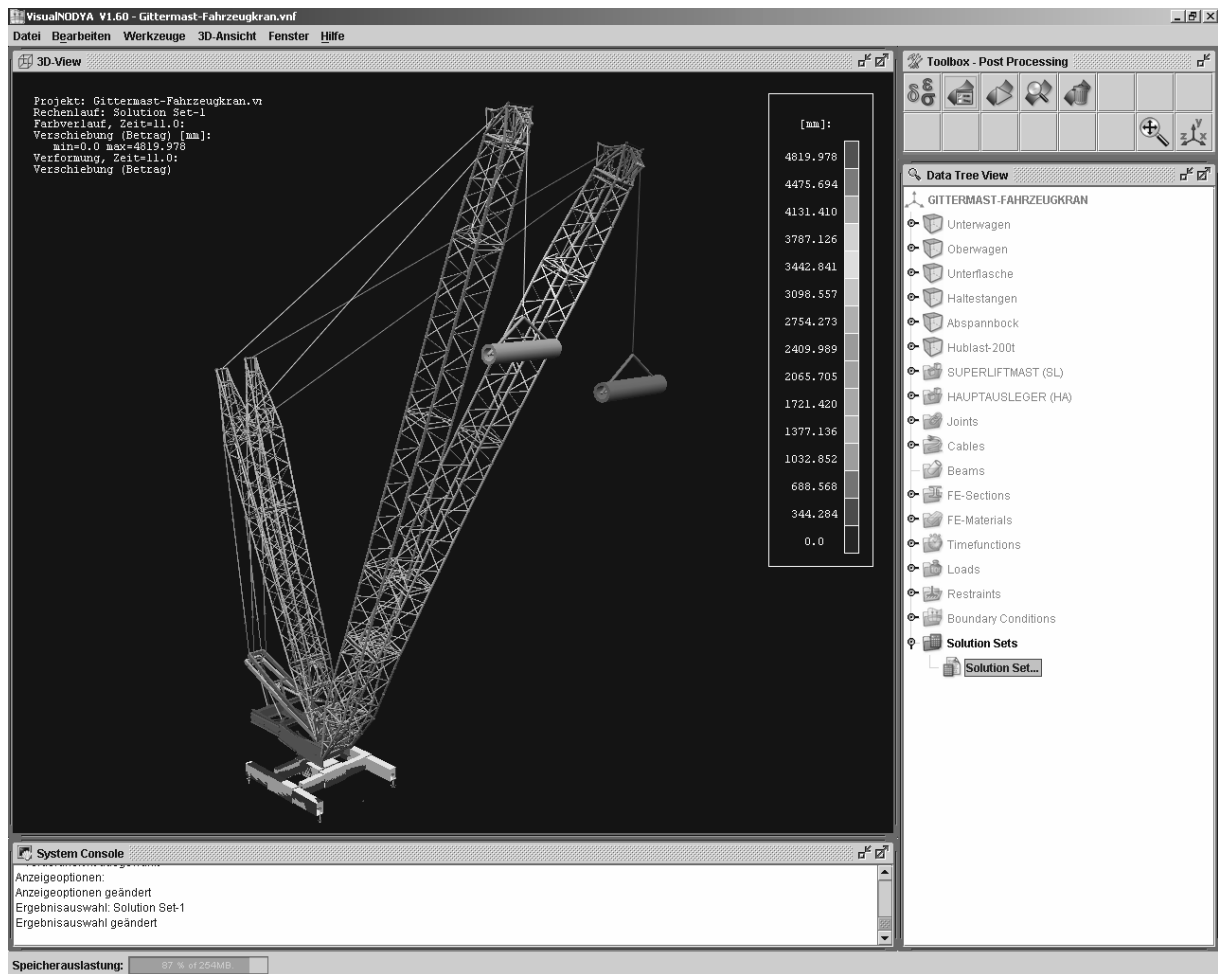 VisualNODYA V1.60 - Gittermast-Fahrzeugkran.vnf
Datei Bearbeiten Werkzeuge 3D-Ansicht Fenster Hilfe
3D-View
Projekt: Gittermast-Fahrzeugkran.vn
Rechenlauf: Solution Set-1
Farbverlauf, Zeit=11.0:
Verschiebung (Betrag) [mm]:
min=0.0 max=4819.978
Verformung, Zeit=11.0:
Verschiebung (Betrag)
[mm]:
4819.978
4475.694
4131.410
3787.126
3442.841
3098.557
2754.273
2409.989
2065.705
1721.420
1377.136
1032.852
688.568
344.284
0.0
Toolbox - Post Processing
δε
σ
y
z x
Data Tree View
GITTERMAST-FAHRZEUGKRAN
Unterwagen
Oberwagen
Unterflasche
Haltestangen
Abspannbock
Hublast-200t
SUPERLIFTMAST (SL)
HAUPTAUSLEGER (HA)
Joints
Cables
Beams
FE-Sections
FE-Materials
Timefunctions
Loads
Restraints
Boundary Conditions
Solution Sets
Solution Set...
System Console
Anzeigeoptionen:
Anzeigeoptionen geändert
Ergebnisauswahl: Solution Set-1
Ergebnisauswahl geändert
Speicherauslastung: 87 % of 254MB